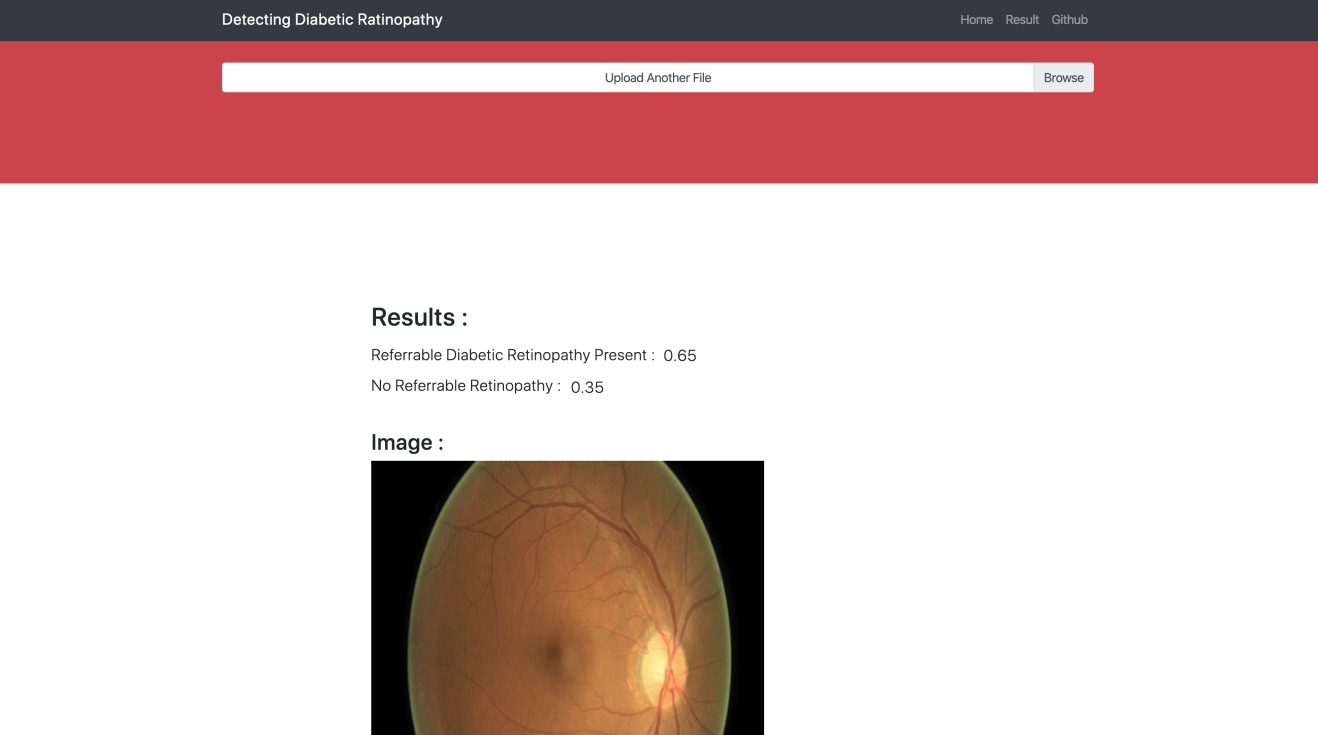 Detecting Diabetic Ratinopathy
Home Result Github
Upload Another File Browse
Results :
Referrable Diabetic Retinopathy Present : 0.65
No Referrable Retinopathy : 0.35
Image :